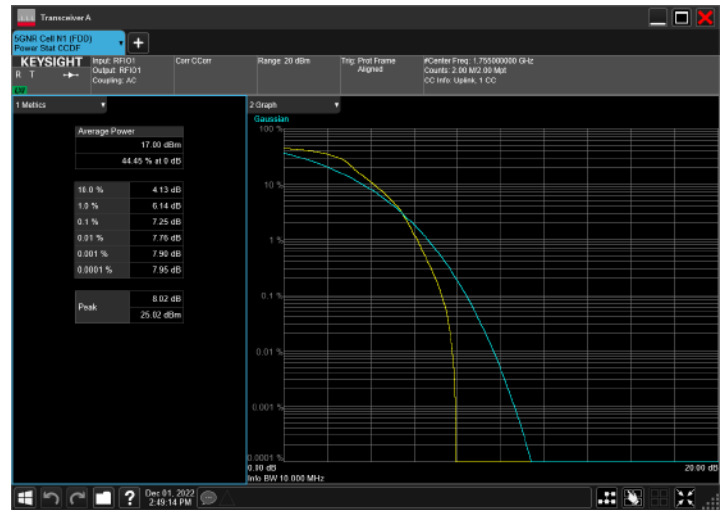 Transceiver A
5GNR Cell N1 (FDD)
Power Stat CCDF
KEYSIGHT
R T
Input: RFIO1
Output: RFIO1
Coupling: AC
Corr CCorr
Range: 20 dBm
Trig: Prot Frame
Aligned
#Center Freq: 1.755000000 GHz
Counts: 2.00 M/2.00 Mpt
CC Info: Uplink, 1 CC
1 Metrics
Average Power
17.00 dBm
44.45 % at 0 dB
10.0 % 4.13 dB
1.0 % 6.14 dB
0.1 % 7.25 dB
0.01 % 7.76 dB
0.001 % 7.90 dB
0.0001 % 7.95 dB
Peak
8.02 dB
25.02 dBm
2 Graph
Gaussian
100 %
10 %
1 %
0.1 %
0.01 %
0.001 %
0.0001 %
0.00 dB
20.00 dB
Info BW 10.000 MHz
?
Dec 01, 2022
2:49:14 PM